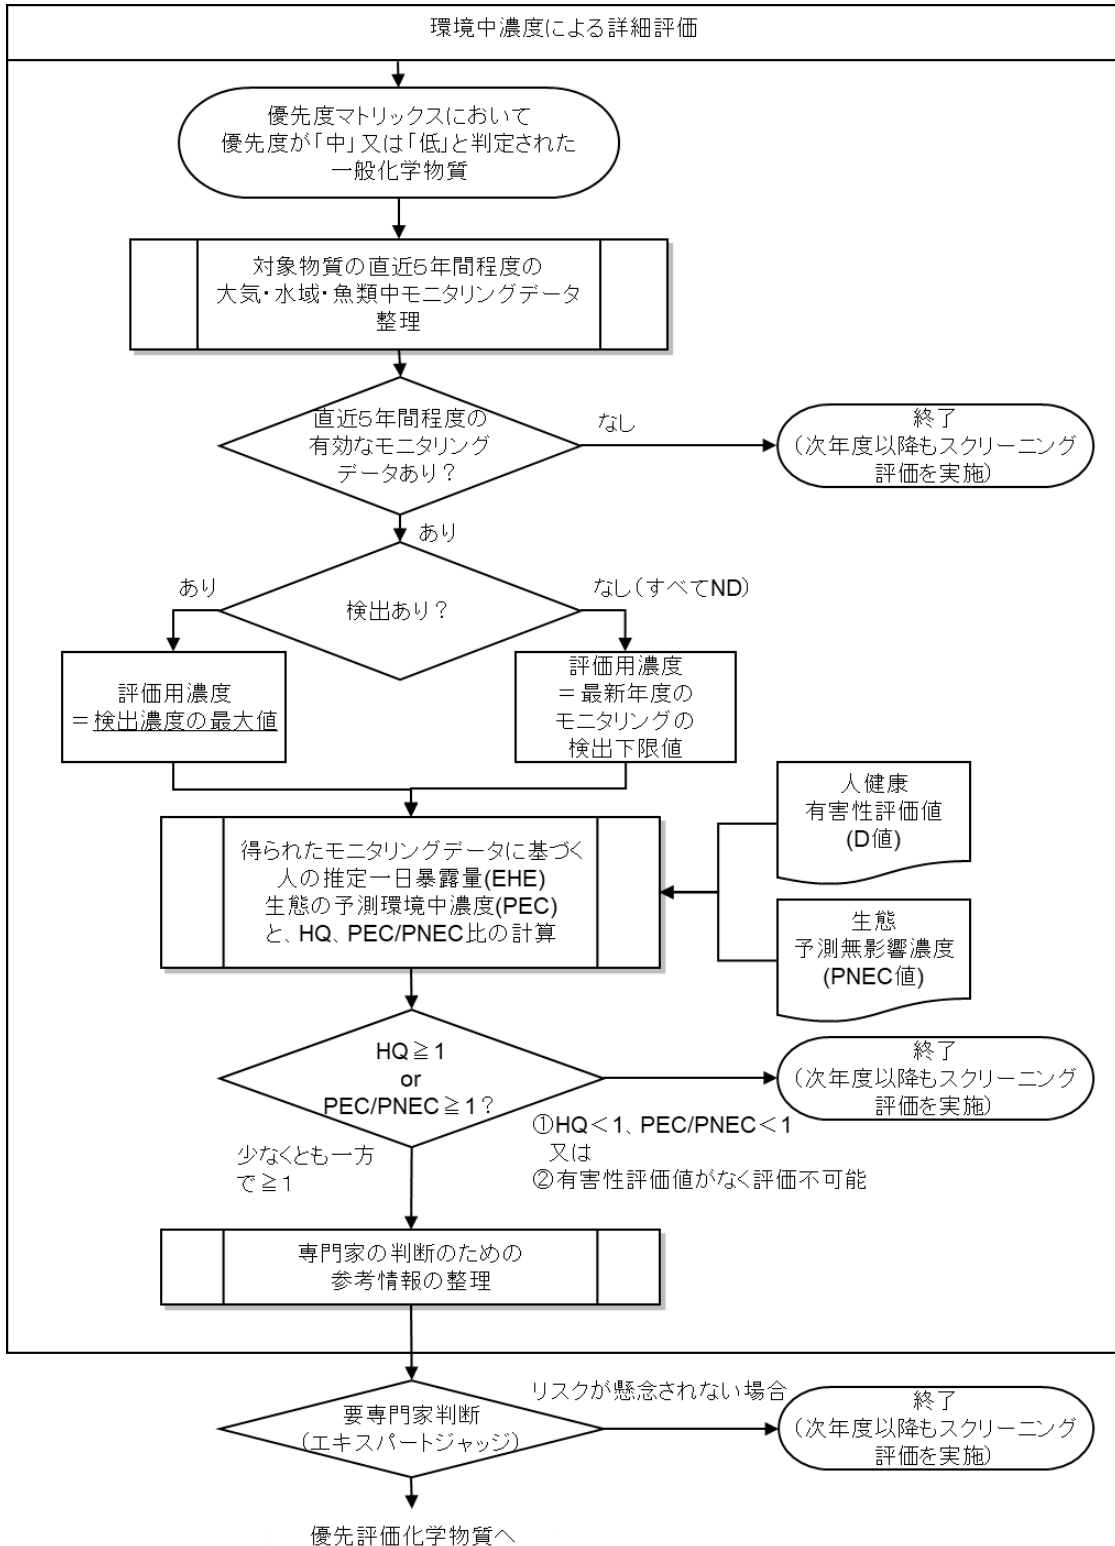 環境中濃度による詳細評価
優先度マトリックスにおいて
優先度が「中」又は「低」と判定された
一般化学物質
対象物質の直近5年間程度の
大気・水域・魚類中モニタリングデータ
整理
直近5年間程度の
有効なモニタリング
データあり？
なし
終了
（次年度以降もスクリーニング
評価を実施）
あり
検出あり？
あり
なし（すべてND）
評価用濃度
＝検出濃度の最大値
評価用濃度
＝最新年度の
モニタリングの
検出下限値
人健康
有害性評価値
(D値)
得られたモニタリングデータに基づく
人の推定一日暴露量(EHE)
生態の予測環境中濃度(PEC)
と、HQ、PEC/PNEC比の計算
生態
予測無影響濃度
(PNEC値)
HQ≧1
or
PEC/PNEC≧1？
終了
（次年度以降もスクリーニング
評価を実施）
①HQ＜1、PEC/PNEC＜1
又は
②有害性評価値がなく評価不可能
少なくとも一方
で≧1
専門家の判断のための
参考情報の整理
要専門家判断
（エキスパートジャッジ）
リスクが懸念されない場合
終了
（次年度以降もスクリーニング
評価を実施）
優先評価化学物質へ